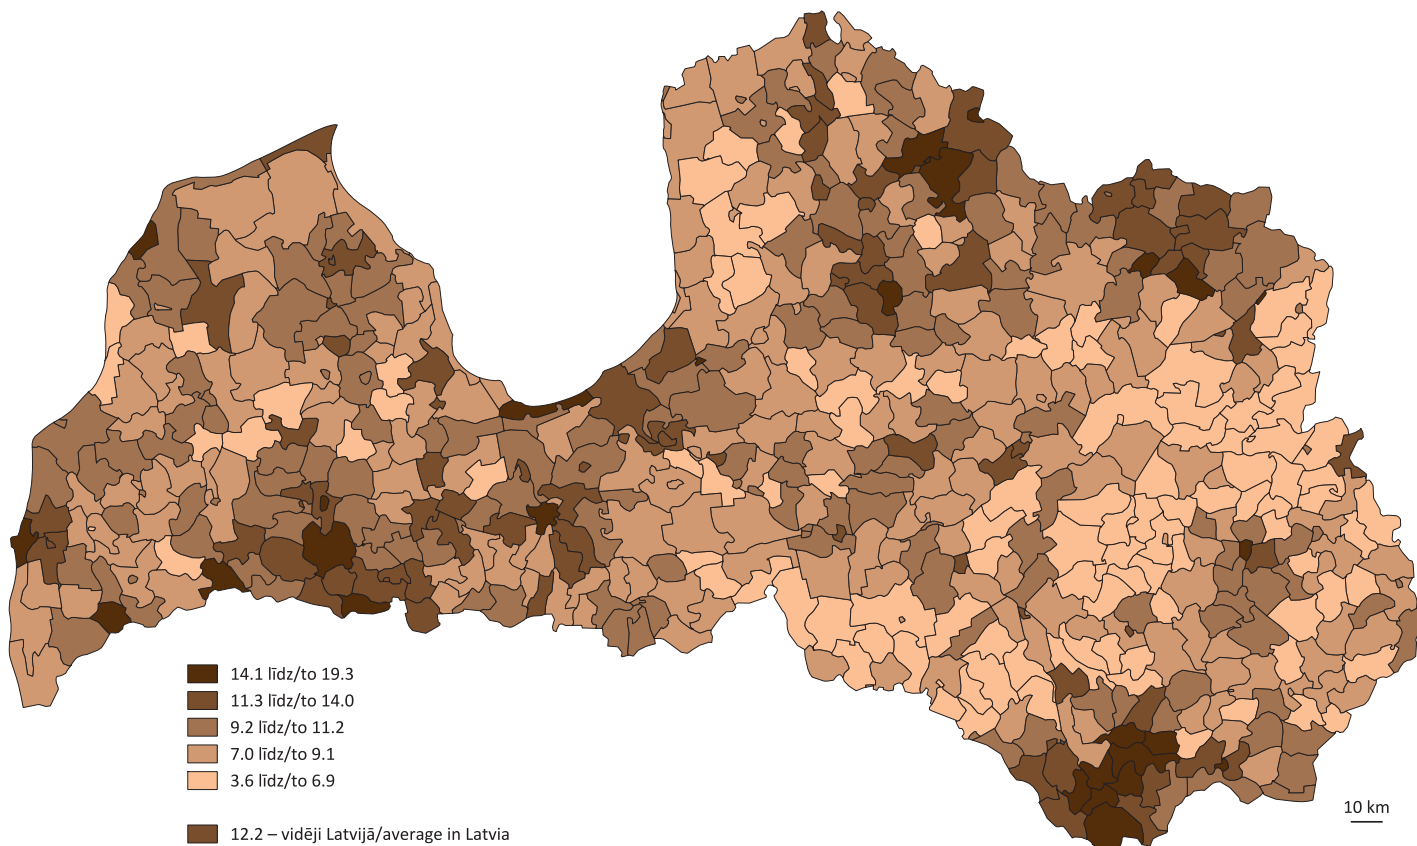 14.1 līdz/to 19.3
11.3 līdz/to 14.0
9.2 līdz/to 11.2
7.0 līdz/to 9.1
3.6 līdz/to 6.9
12.2 – vidēji Latvijā/average in Latvia
10 km